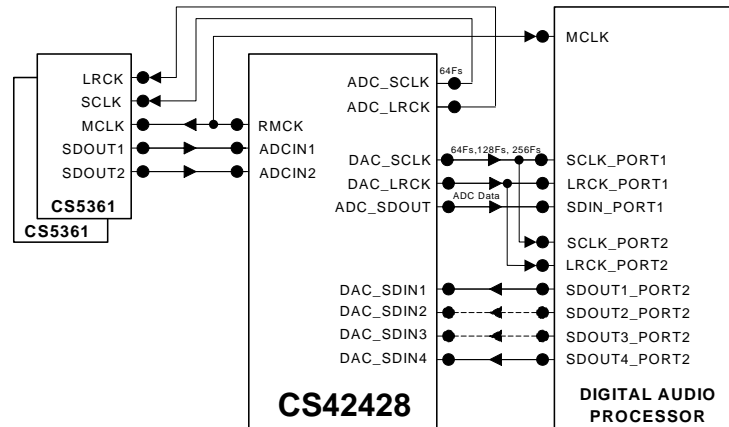 LRCK
SCLK
MCLK
SDOUT1
SDOUT2
CS5361
CS5361
RMCK
ADCIN1
ADCIN2
ADC_SCLK
ADC_LRCK
DAC_SCLK
DAC_LRCK
ADC_SDOUT
DAC_SDIN1
DAC_SDIN2
DAC_SDIN3
DAC_SDIN4
CS42428
64Fs
64Fs,128Fs, 256Fs
ADC Data
MCLK
SCLK_PORT1
LRCK_PORT1
SDIN_PORT1
SCLK_PORT2
LRCK_PORT2
SDOUT1_PORT2
SDOUT2_PORT2
SDOUT3_PORT2
SDOUT4_PORT2
DIGITAL AUDIO
PROCESSOR